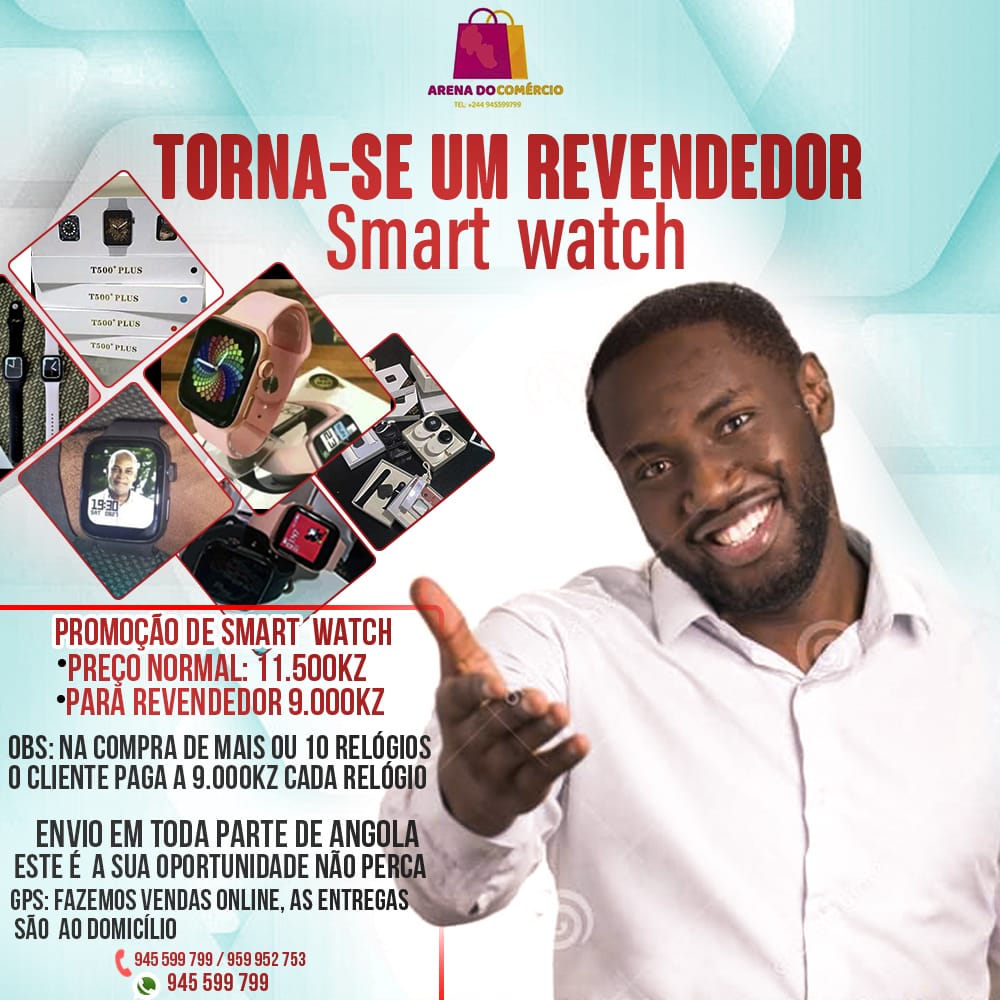 ARENA DO COMÉRCIO
TEL: +244 945599799
TORNA-SE UM REVENDEDOR
Smart watch
T500+ PLUS
T500+ PLUS
T500+ PLUS
T500+ PLUS
19:30
PROMOÇÃO DE SMART WATCH
•PREÇO NORMAL: 11.500KZ
•PARA REVENDEDOR 9.000KZ
OBS: NA COMPRA DE MAIS OU 10 RELÓGIOS
O CLIENTE PAGA A 9.000KZ CADA RELÓGIO
ENVIO EM TODA PARTE DE ANGOLA
ESTE É A SUA OPORTUNIDADE NÃO PERCA
GPS: FAZEMOS VENDAS ONLINE, AS ENTREGAS
SÃO AO DOMICÍLIO
945 599 799 / 959 952 753
945 599 799